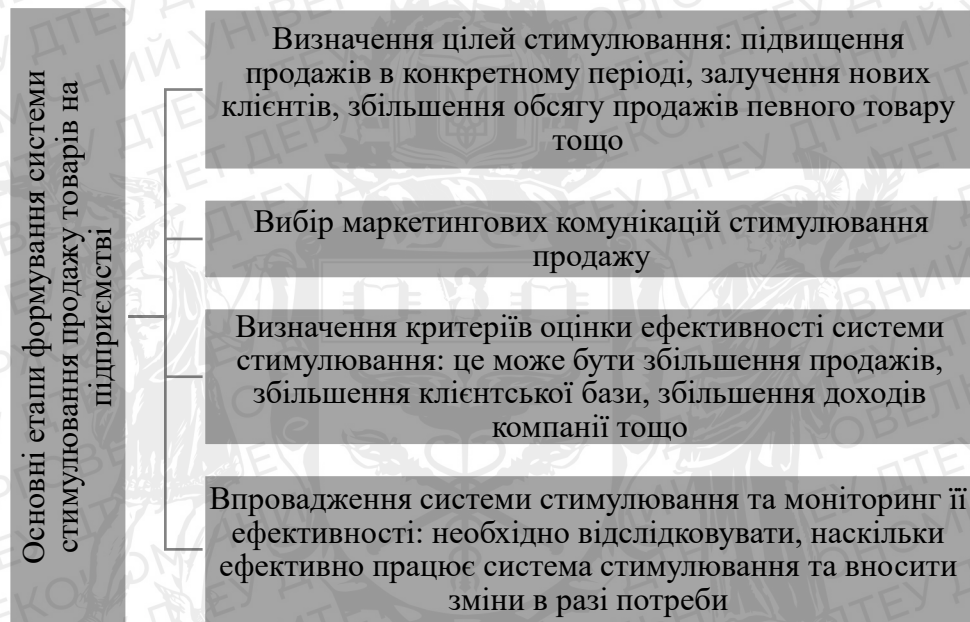 Основні етапи формування системи
стимулювання продажу товарів на
підприємстві
Визначення цілей стимулювання: підвищення
продажів в конкретному періоді, залучення нових
клієнтів, збільшення обсягу продажів певного товару
тощо
Вибір маркетингових комунікацій стимулювання
продажу
Визначення критеріїв оцінки ефективності системи
стимулювання: це може бути збільшення продажів,
збільшення клієнтської бази, збільшення доходів
компанії тощо
Впровадження системи стимулювання та моніторинг її
ефективності: необхідно відслідковувати, наскільки
ефективно працює система стимулювання та вносити
зміни в разі потреби